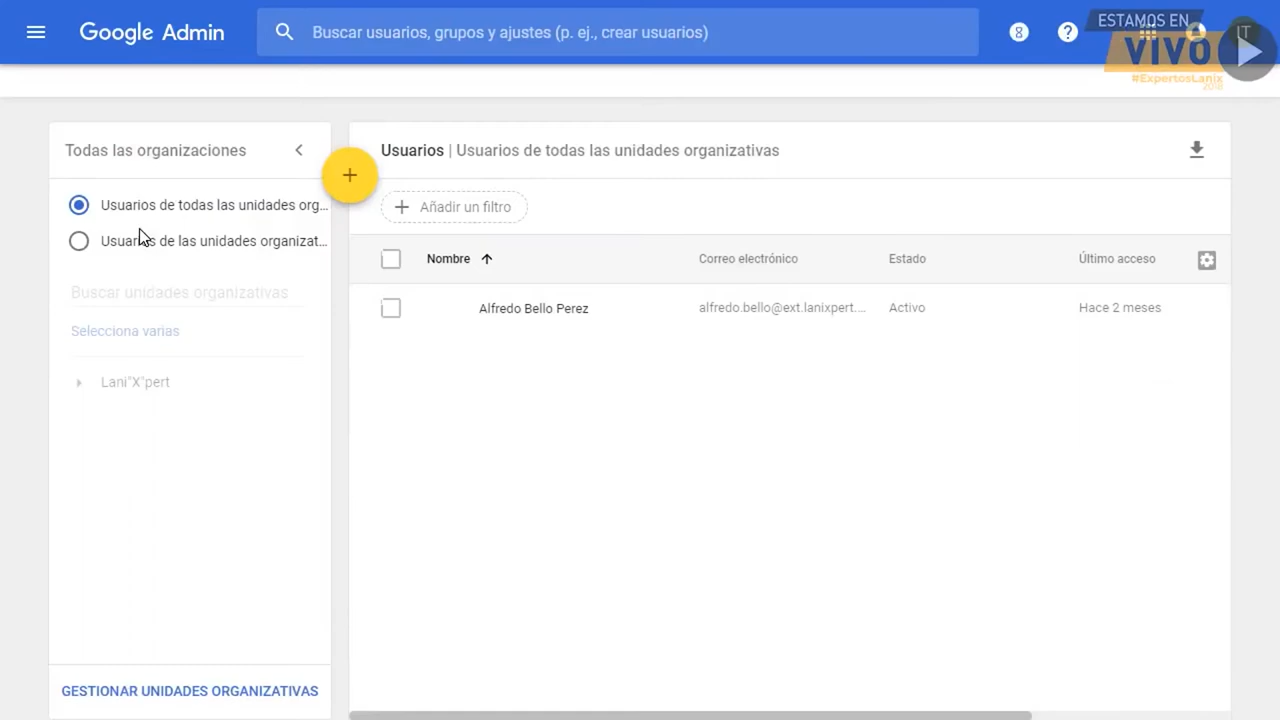 Google Admin
Buscar usuarios, grupos y ajustes (p. ej., crear usuarios)
8
?
IT
ESTAMOS EN
VIVO
#ExpertosLanix
2018
Todas las organizaciones
Usuarios | Usuarios de todas las unidades organizativas
Usuarios de todas las unidades org...
Añadir un filtro
Usuarios de las unidades organizat...
Nombre
Correo electrónico
Estado
Último acceso
Buscar unidades organizativas
Alfredo Bello Perez
alfredo.bello@ext.lanixpert....
Activo
Hace 2 meses
Selecciona varias
Lani"X"pert
GESTIONAR UNIDADES ORGANIZATIVAS